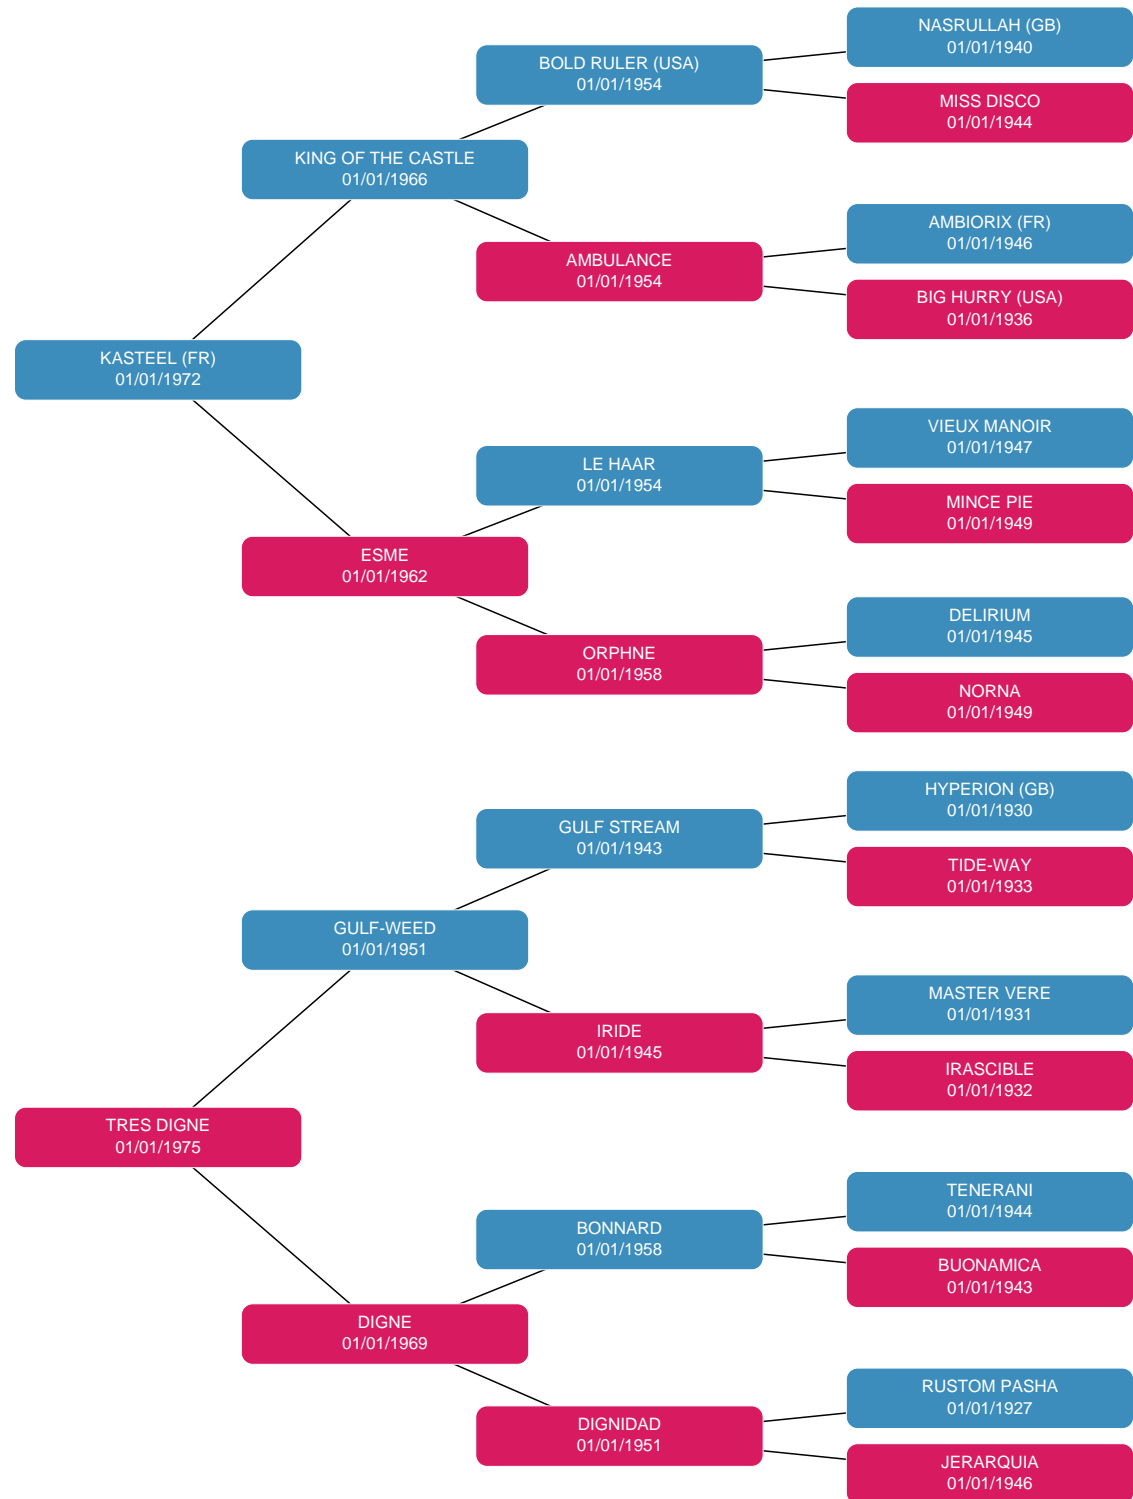 NASRULLAH (GB)
01/01/1940
BOLD RULER (USA)
01/01/1954
MISS DISCO
01/01/1944
KING OF THE CASTLE
01/01/1966
AMBIORIX (FR)
01/01/1946
AMBULANCE
01/01/1954
BIG HURRY (USA)
01/01/1936
KASTEEL (FR)
01/01/1972
VIEUX MANOIR
01/01/1947
LE HAAR
01/01/1954
MINCE PIE
01/01/1949
ESME
01/01/1962
DELIRIUM
01/01/1945
ORPHNE
01/01/1958
NORNA
01/01/1949
HYPERION (GB)
01/01/1930
GULF STREAM
01/01/1943
TIDE-WAY
01/01/1933
GULF-WEED
01/01/1951
MASTER VERE
01/01/1931
IRIDE
01/01/1945
IRASCIBLE
01/01/1932
TRES DIGNE
01/01/1975
TENERANI
01/01/1944
BONNARD
01/01/1958
BUONAMICA
01/01/1943
DIGNE
01/01/1969
RUSTOM PASHA
01/01/1927
DIGNIDAD
01/01/1951
JERARQUIA
01/01/1946